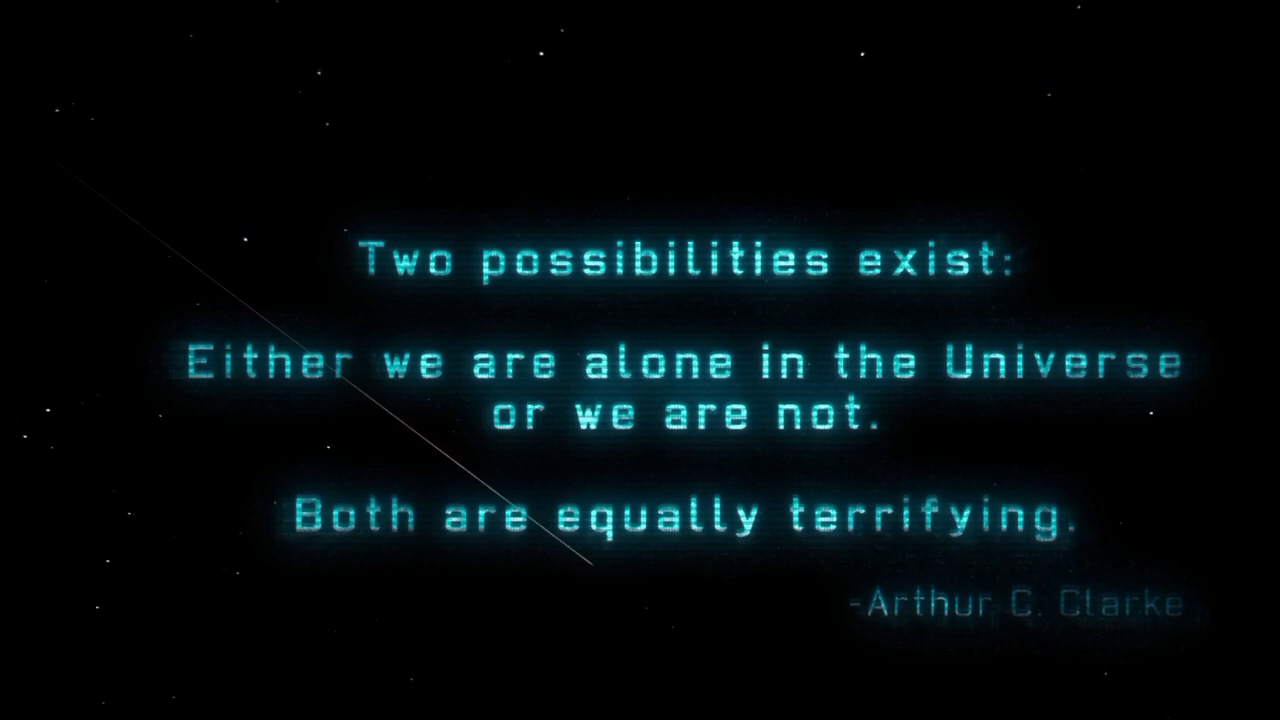 Two possibilities exist:
Either we are alone in the Universe
or we are not.
Both are equally terrifying.
-Arthur C. Clarke